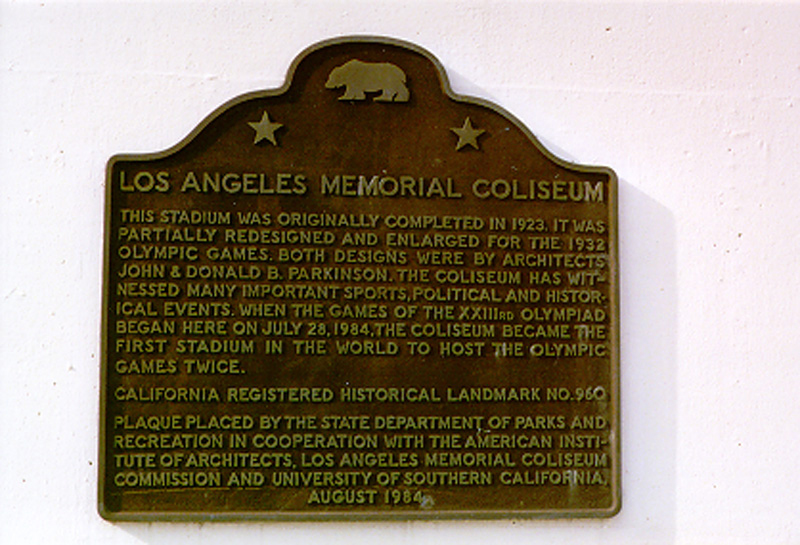 LOS ANGELES MEMORIAL COLISEUM
THIS STADIUM WAS ORIGINALLY COMPLETED IN 1923. IT WAS
PARTIALLY REDESIGNED AND ENLARGED FOR THE 1932
OLYMPIC GAMES. BOTH DESIGNS WERE BY ARCHITECTS
JOHN & DONALD B. PARKINSON. THE COLISEUM HAS WIT-
NESSED MANY IMPORTANT SPORTS, POLITICAL AND HISTOR-
ICAL EVENTS. WHEN THE GAMES OF THE XXIIIRD OLYMPIAD
BEGAN HERE ON JULY 28, 1984, THE COLISEUM BECAME THE
FIRST STADIUM IN THE WORLD TO HOST THE OLYMPIC
GAMES TWICE.
CALIFORNIA REGISTERED HISTORICAL LANDMARK NO. 960
PLAQUE PLACED BY THE STATE DEPARTMENT OF PARKS AND
RECREATION IN COOPERATION WITH THE AMERICAN INSTI-
TUTE OF ARCHITECTS, LOS ANGELES MEMORIAL COLISEUM
COMMISSION AND UNIVERSITY OF SOUTHERN CALIFORNIA,
AUGUST 1984